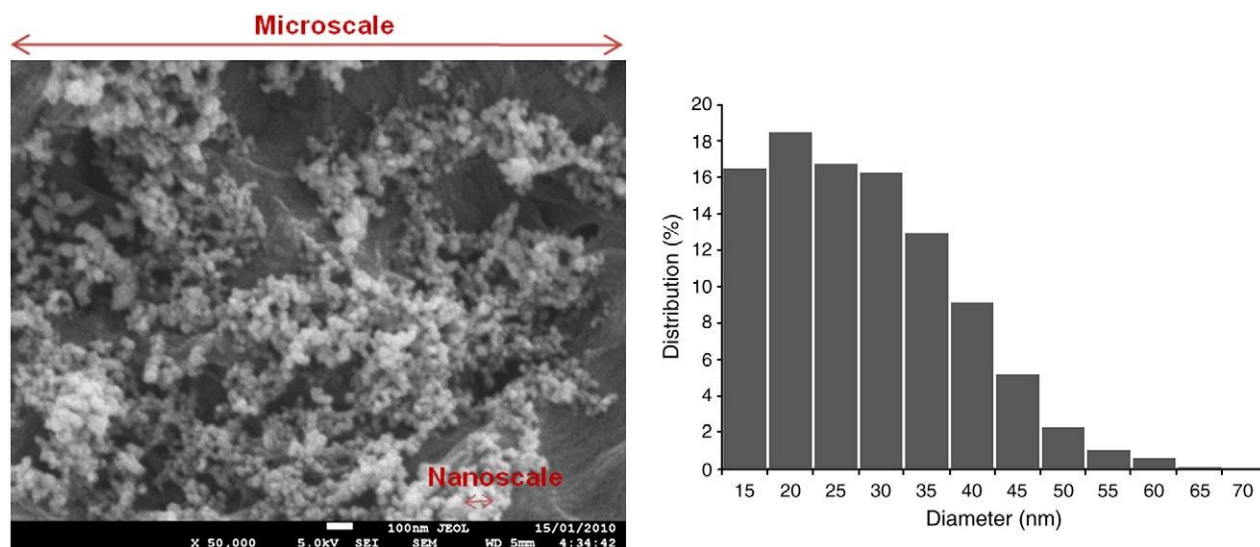 Microscale
Nanoscale
100nm JEOL 15/01/2010
X 50,000 5.0kV SEI SEM WD 5mm 4:34:42
20
18
16
14
12
10
8
6
4
2
0
Distribution (%)
15 20 25 30 35 40 45 50 55 60 65 70
Diameter (nm)